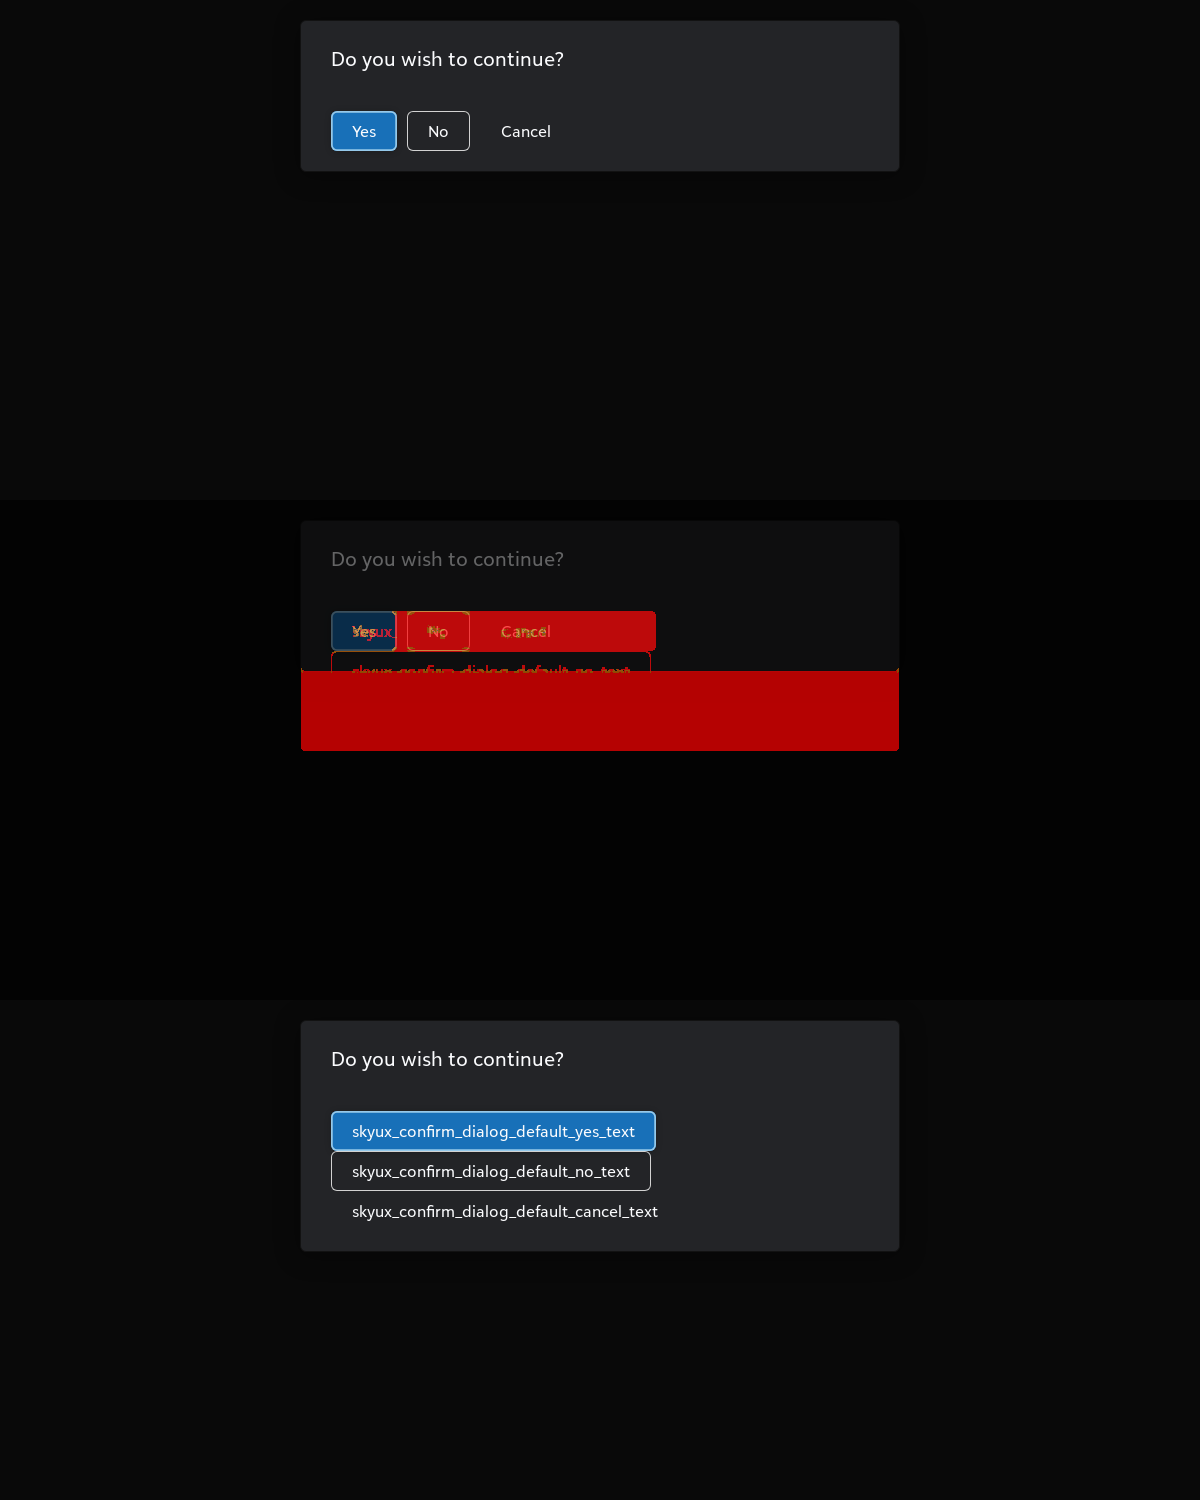 Do you wish to continue?
Yes No Cancel
Do you wish to continue?
Yes No Cancel
skyux_confirm_dialog_default_no_text
Do you wish to continue?
skyux_confirm_dialog_default_yes_text
skyux_confirm_dialog_default_no_text
skyux_confirm_dialog_default_cancel_text